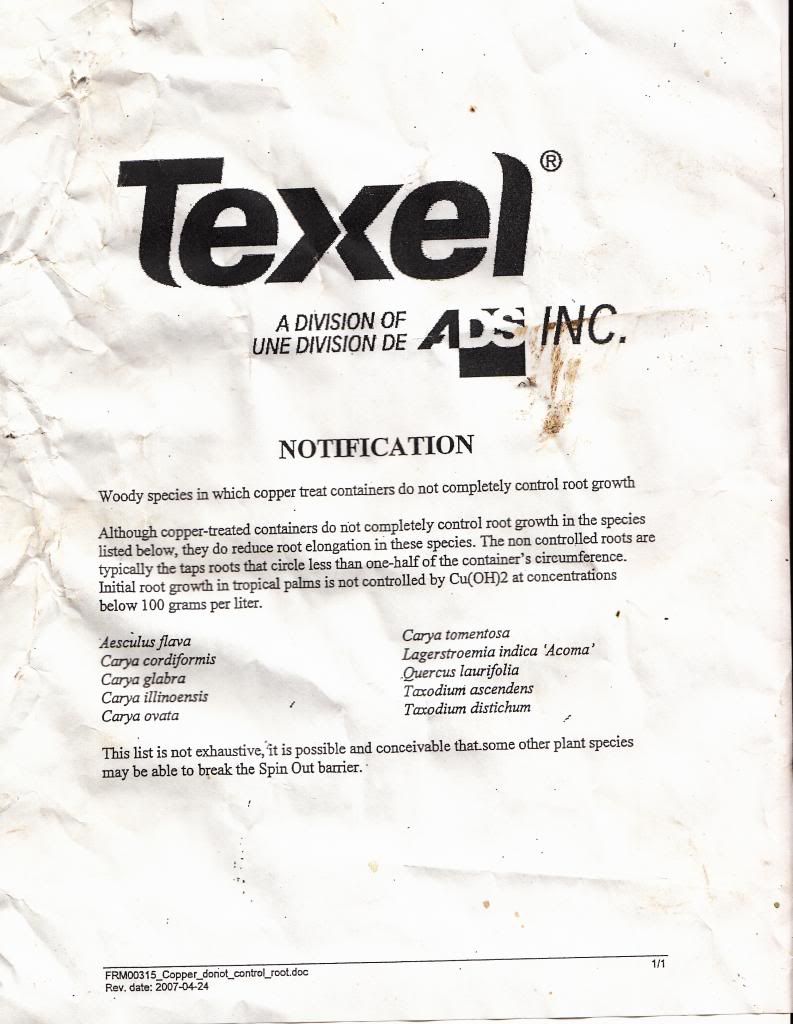 Texel®
A DIVISION OF
UNE DIVISION DE
ADS INC.
NOTIFICATION
Woody species in which copper treat containers do not completely control root growth
Although copper-treated containers do not completely control root growth in the species
listed below, they do reduce root elongation in these species. The non controlled roots are
typically the taps roots that circle less than one-half of the container's circumference.
Initial root growth in tropical palms is not controlled by Cu(OH)2 at concentrations
below 100 grams per liter.
Aesculus flava
Carya cordiformis
Carya glabra
Carya illinoensis
Carya ovata
Carya tomentosa
Lagerstroemia indica 'Acoma'
Quercus laurifolia
Taxodium ascendens
Taxodium distichum
This list is not exhaustive, it is possible and conceivable that some other plant species
may be able to break the Spin Out barrier.
FRM00315_Copper_donot_control_root.doc
Rev. date: 2007-04-24
1/1